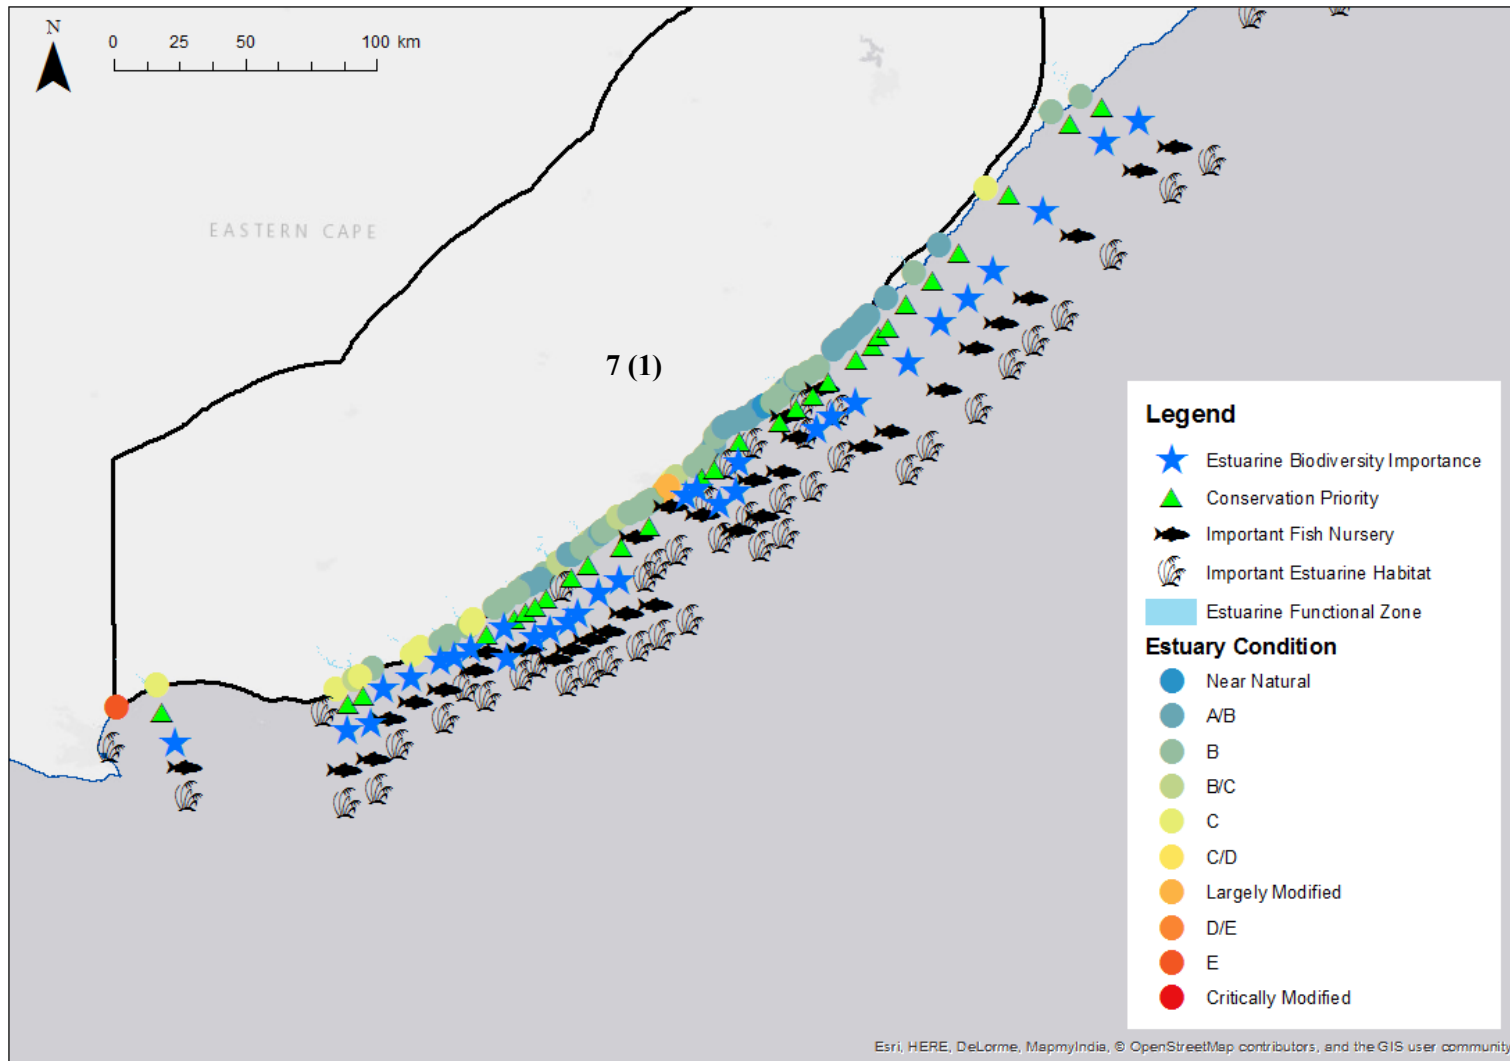 N
0 25 50 100 km
EASTERN CAPE
7 (1)
Legend
Estuarine Biodiversity Importance
Conservation Priority
Important Fish Nursery
Important Estuarine Habitat
Estuarine Functional Zone
Estuary Condition
Near Natural
A/B
B
B/C
C
C/D
Largely Modified
D/E
E
Critically Modified
Esri, HERE, DeLorme, MapmyIndia, © OpenStreetMap contributors, and the GIS user community